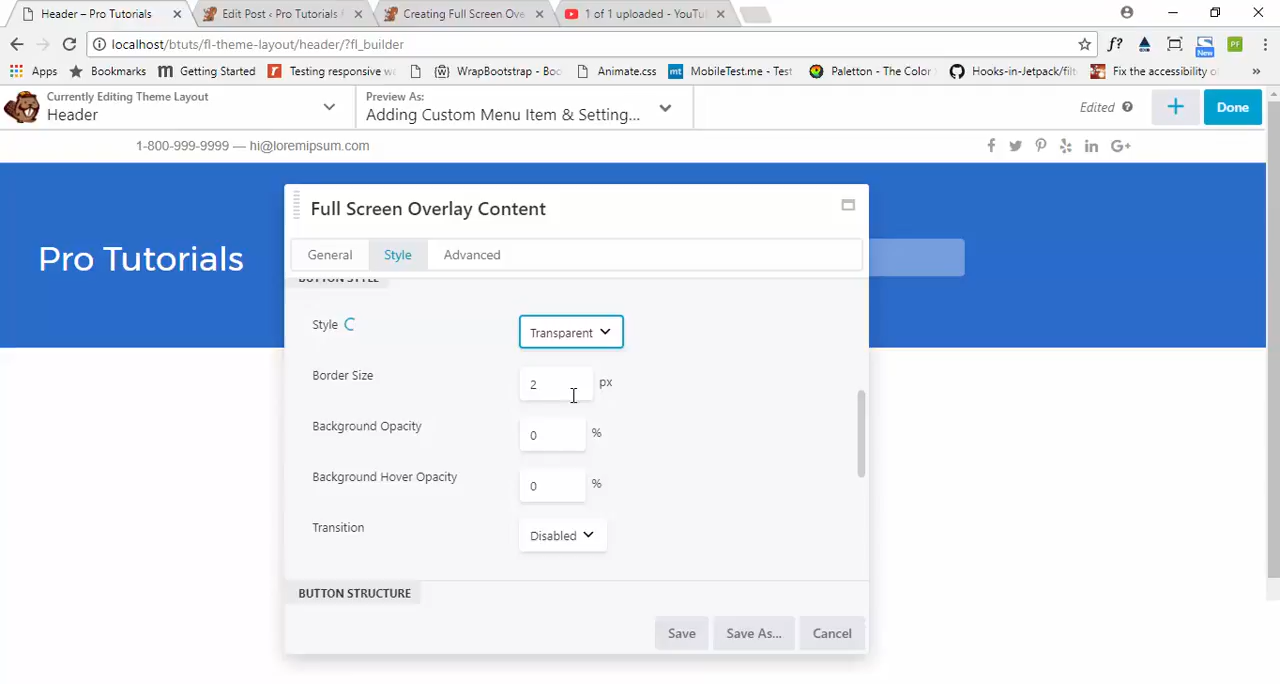 Header – Pro Tutorials
Edit Post ‹ Pro Tutorials
Creating Full Screen Ove
1 of 1 uploaded - YouTu
localhost/btuts/fl-theme-layout/header/?fl_builder
f?
New
PF
Apps
Bookmarks
Getting Started
Testing responsive w
WrapBootstrap - Boo
Animate.css
mt MobileTest.me - Test
Paletton - The Color
Hooks-in-Jetpack/filt
Fix the accessibility o
»
Currently Editing Theme Layout
Header
Preview As:
Adding Custom Menu Item & Setting...
Edited
Done
1-800-999-9999 — hi@loremipsum.com
Pro Tutorials
Full Screen Overlay Content
General
Style
Advanced
BUTTON STYLE
Style
Transparent
Border Size
2
px
Background Opacity
0
%
Background Hover Opacity
0
%
Transition
Disabled
BUTTON STRUCTURE
Save
Save As...
Cancel